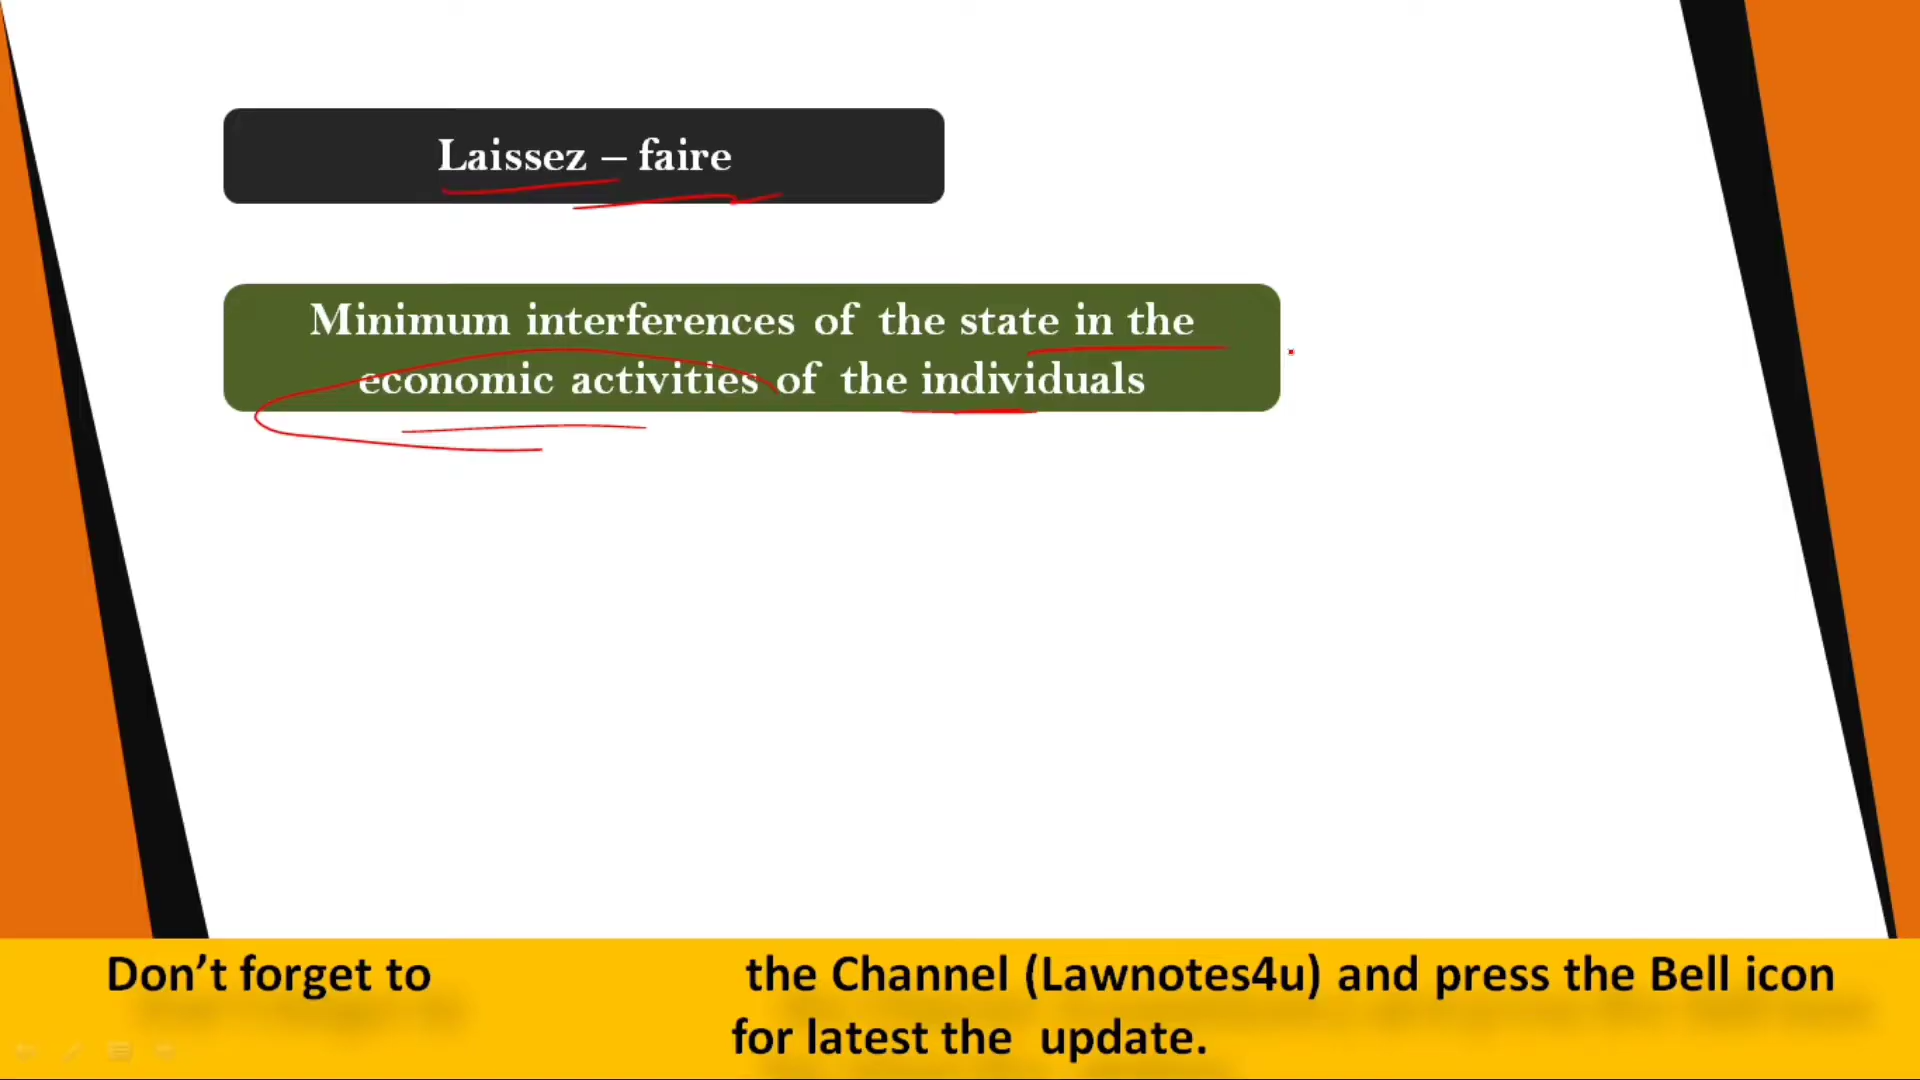 Laissez – faire
Minimum interferences of the state in the
economic activities of the individuals
Don’t forget to the Channel (Lawnotes4u) and press the Bell icon
for latest the update.